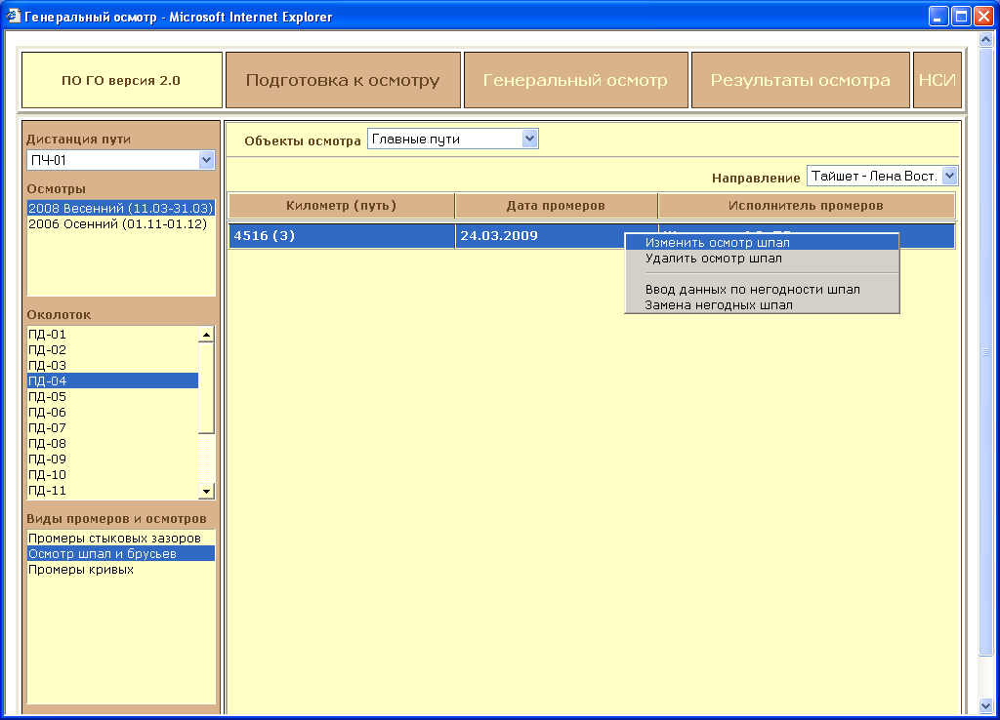 Генеральный осмотр - Microsoft Internet Explorer
ПО ГО версия 2.0
Подготовка к осмотру
Генеральный осмотр
Результаты осмотра
НСИ
Дистанция пути
ПЧ-01
Осмотры
2008 Весенний (11.03-31.03)
2006 Осенний (01.11-01.12)
Околоток
ПД-01
ПД-02
ПД-03
ПД-04
ПД-05
ПД-06
ПД-07
ПД-08
ПД-09
ПД-10
ПД-11
Виды промеров и осмотров
Промеры стыковых зазоров
Осмотр шпал и брусьев
Промеры кривых
Объекты осмотра Главные пути
Направление Тайшет - Лена Вост.
Километр (путь) Дата промеров Исполнитель промеров
4516 (3) 24.03.2009
Изменить осмотр шпал
Удалить осмотр шпал
Ввод данных по негодности шпал
Замена негодных шпал